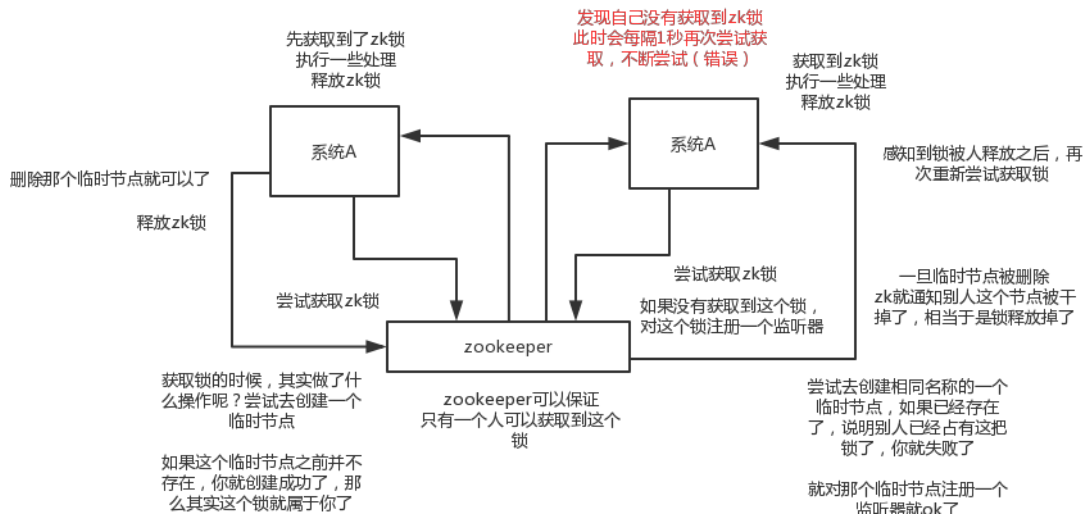 先获取到了zk锁
执行一些处理
释放zk锁
发现自己没有获取到zk锁
此时会每隔1秒再次尝试获
取，不断尝试（错误）
获取到zk锁
执行一些处理
释放zk锁
系统A
系统A
删除那个临时节点就可以了
释放zk锁
感知到锁被人释放之后，再
次重新尝试获取锁
尝试获取zk锁
尝试获取zk锁
如果没有获取到这个锁，
对这个锁注册一个监听器
一旦临时节点被删除
zk就通知别人这个节点被干
掉了，相当于是锁释放掉了
zookeeper
获取锁的时候，其实做了什
么操作呢？尝试去创建一个
临时节点
如果这个临时节点之前并不
存在，你就创建成功了，那
么其实这个锁就属于你了
zookeeper可以保证
只有一个人可以获取到这个
锁
尝试去创建相同名称的一个
临时节点，如果已经存在
了，说明别人已经占有这把
锁了，你就失败了
就对那个临时节点注册一个
监听器就ok了